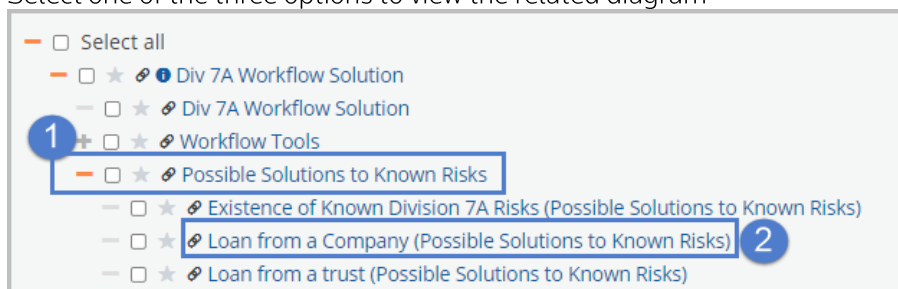 Select one of the three options to view the related diagram
Select all
Div 7A Workflow Solution
Div 7A Workflow Solution
1
Workflow Tools
Possible Solutions to Known Risks
Existence of Known Division 7A Risks (Possible Solutions to Known Risks)
Loan from a Company (Possible Solutions to Known Risks) 2
Loan from a trust (Possible Solutions to Known Risks)